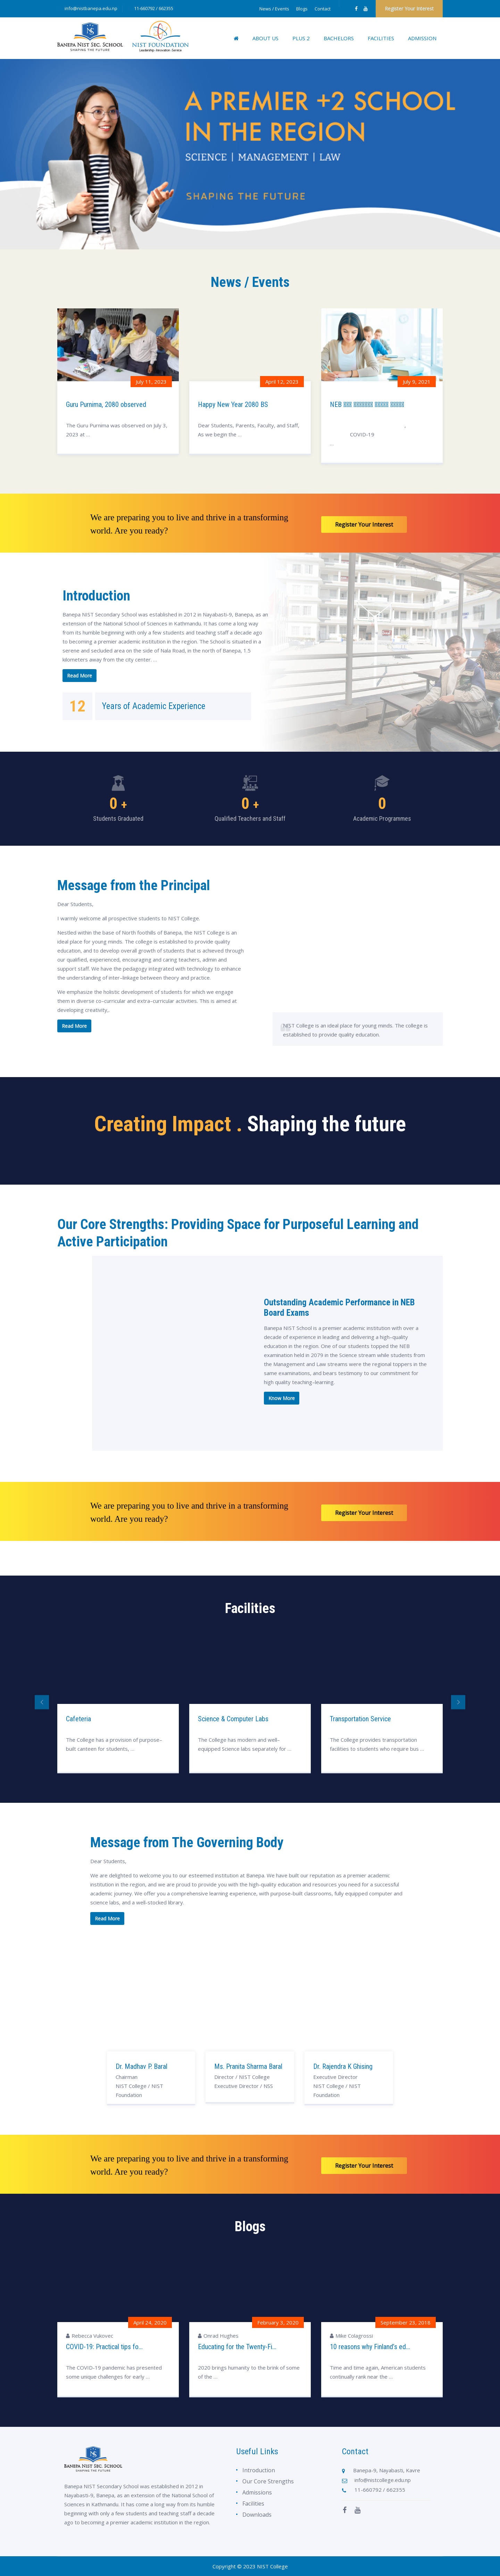 info@nistbanepa.edu.np
11-660792 / 662355
News / Events
Blogs
Contact
Register Your Interest
BANEPA NIST SEC. SCHOOL
SHAPING THE FUTURE
NIST FOUNDATION
Leadership. Education. Service.
ABOUT US
PLUS 2
BACHELORS
FACILITIES
ADMISSION
A PREMIER +2 SCHOOL
IN THE REGION
SCIENCE | MANAGEMENT | LAW
SHAPING THE FUTURE
News / Events
July 11, 2023
Guru Purnima, 2080 observed
The Guru Purnima was observed on July 3,
2023 at …
April 12, 2023
Happy New Year 2080 BS
Dear Students, Parents, Faculty, and Staff,
As we begin the …
July 9, 2021
NEB
COVID-19
…
We are preparing you to live and thrive in a transforming
world. Are you ready?
Register Your Interest
Introduction
Banepa NIST Secondary School was established in 2012 in Nayabasti-9, Banepa, as an
extension of the National School of Sciences in Kathmandu. It has come a long way
from its humble beginning with only a few students and teaching staff a decade ago
to becoming a premier academic institution in the region. The School is situated in a
serene and secluded area on the side of Nala Road, in the north of Banepa, 1.5
kilometers away from the city center. …
Read More
12
Years of Academic Experience
0 +
Students Graduated
0 +
Qualified Teachers and Staff
0
Academic Programmes
Message from the Principal
Dear Students,
I warmly welcome all prospective students to NIST College.
Nestled within the base of North foothills of Banepa, the NIST College is an
ideal place for young minds. The college is established to provide quality
education, and to develop overall growth of students that is achieved through
our qualified, experienced, encouraging and caring teachers, admin and
support staff. We have the pedagogy integrated with technology to enhance
the understanding of inter-linkage between theory and practice.
We emphasize the holistic development of students for which we engage
them in diverse co-curricular and extra-curricular activities. This is aimed at
developing creativity,.
Read More
NIST College is an ideal place for young minds. The college is
established to provide quality education.
Creating Impact . Shaping the future
Our Core Strengths: Providing Space for Purposeful Learning and
Active Participation
Outstanding Academic Performance in NEB
Board Exams
Banepa NIST School is a premier academic institution with over a
decade of experience in leading and delivering a high-quality
education in the region. One of our students topped the NEB
examination held in 2079 in the Science stream while students from
the Management and Law streams were the regional toppers in the
same examinations, and bears testimony to our commitment for
high quality teaching-learning.
Know More
We are preparing you to live and thrive in a transforming
world. Are you ready?
Register Your Interest
Facilities
Cafeteria
The College has a provision of purpose-
built canteen for students, …
Science & Computer Labs
The College has modern and well-
equipped Science labs separately for …
Transportation Service
The College provides transportation
facilities to students who require bus …
Message from The Governing Body
Dear Students,
We are delighted to welcome you to our esteemed institution at Banepa. We have built our reputation as a premier academic
institution in the region, and we are proud to provide you with the high-quality education and resources you need for a successful
academic journey. We offer you a comprehensive learning experience, with purpose-built classrooms, fully equipped computer and
science labs, and a well-stocked library.
Read More
Dr. Madhav P. Baral
Chairman
NIST College / NIST
Foundation
Ms. Pranita Sharma Baral
Director / NIST College
Executive Director / NSS
Dr. Rajendra K Ghising
Executive Director
NIST College / NIST
Foundation
We are preparing you to live and thrive in a transforming
world. Are you ready?
Register Your Interest
Blogs
April 24, 2020
Rebecca Vukovec
COVID-19: Practical tips fo...
The COVID-19 pandemic has presented
some unique challenges for early …
February 3, 2020
Onrad Hughes
Educating for the Twenty-Fi...
2020 brings humanity to the brink of some
of the …
September 23, 2018
Mike Colagrossi
10 reasons why Finland's ed...
Time and time again, American students
continually rank near the …
BANEPA NIST SEC. SCHOOL
SHAPING THE FUTURE
Banepa NIST Secondary School was established in 2012 in
Nayabasti-9, Banepa, as an extension of the National School of
Sciences in Kathmandu. It has come a long way from its humble
beginning with only a few students and teaching staff a decade
ago to becoming a premier academic institution in the region.
Useful Links
Introduction
Our Core Strengths
Admissions
Facilities
Downloads
Contact
Banepa-9, Nayabasti, Kavre
info@nistcollege.edu.np
11-660792 / 662355
Copyright © 2023 NIST College